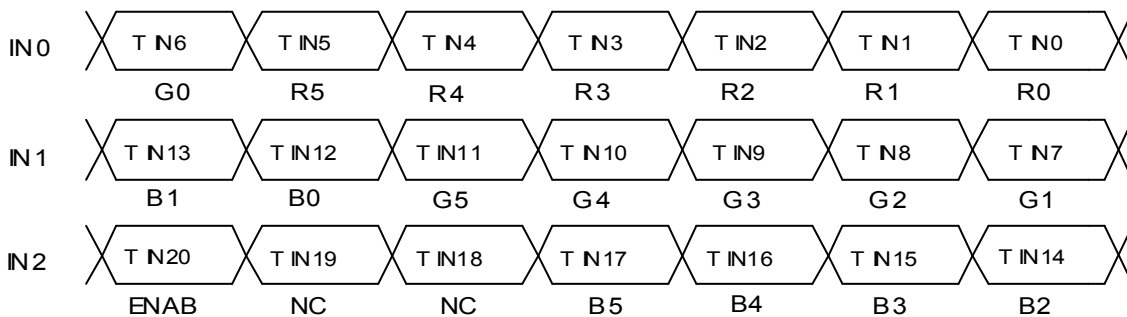 IN0 TIN6 TIN5 TIN4 TIN3 TIN2 TIN1 TIN0
G0 R5 R4 R3 R2 R1 R0
IN1 TIN13 TIN12 TIN11 TIN10 TIN9 TIN8 TIN7
B1 B0 G5 G4 G3 G2 G1
IN2 TIN20 TIN19 TIN18 TIN17 TIN16 TIN15 TIN14
ENAB NC NC B5 B4 B3 B2